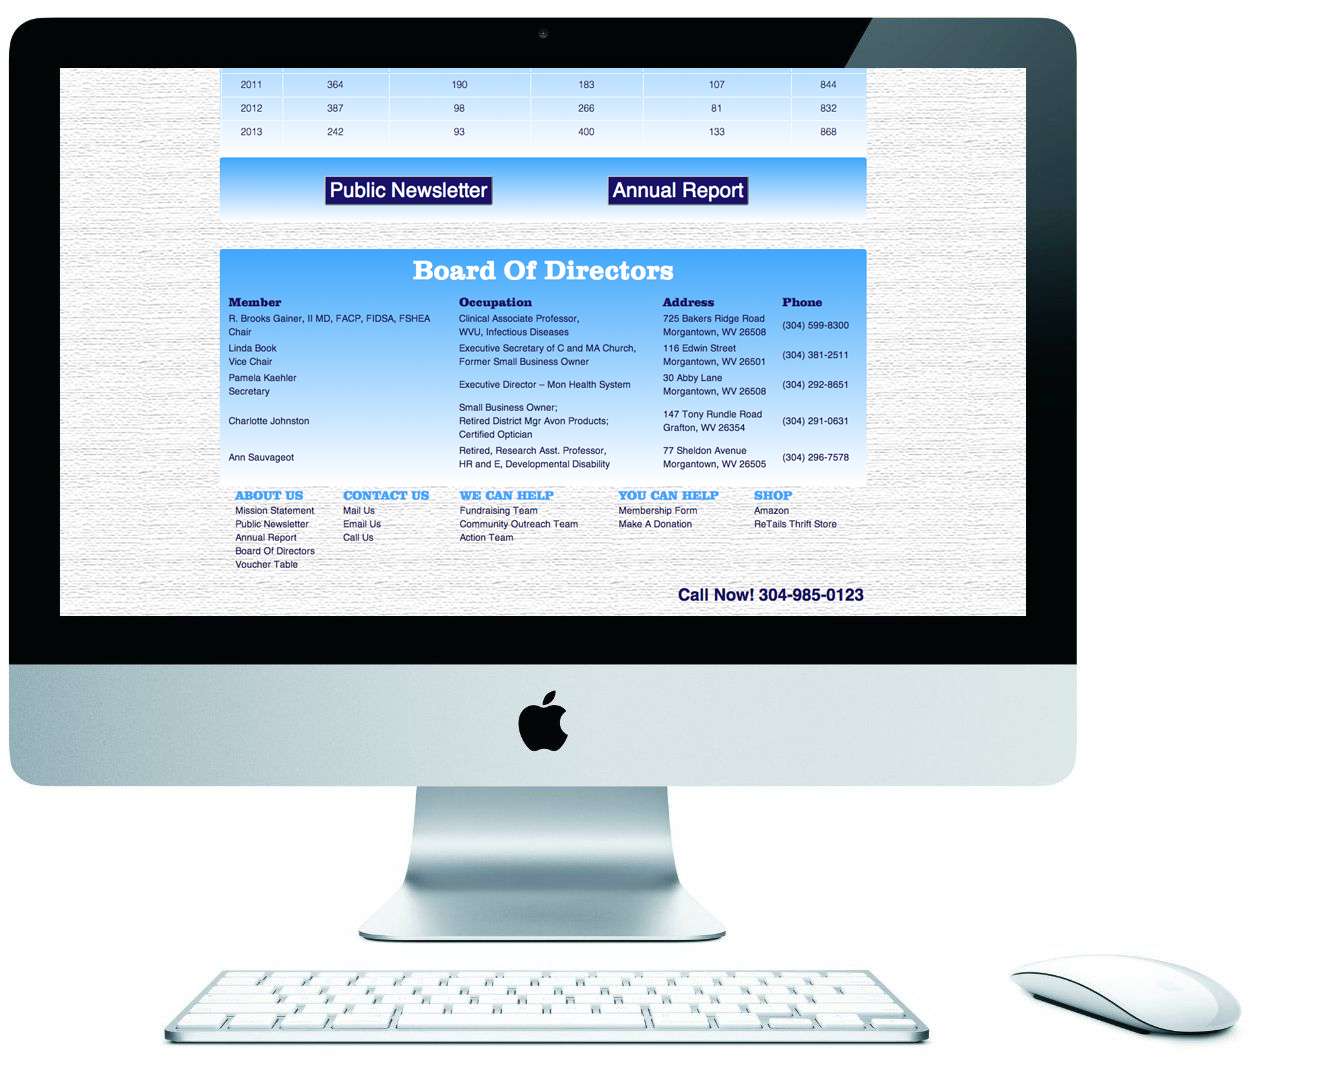 2011 364 190 183 107 844
2012 387 98 266 81 832
2013 242 93 400 133 868
Public Newsletter Annual Report
Board Of Directors
Member Occupation Address Phone
R. Brooks Gainer, II MD, FACP, FIDSA, FSHEA
Chair
Clinical Associate Professor,
WVU, Infectious Diseases
725 Bakers Ridge Road
Morgantown, WV 26508
(304) 599-8300
Linda Book
Vice Chair
Executive Secretary of C and MA Church,
Former Small Business Owner
116 Edwin Street
Morgantown, WV 26501
(304) 381-2511
Pamela Kaehler
Secretary
Executive Director – Mon Health System
30 Abby Lane
Morgantown, WV 26508
(304) 292-8651
Charlotte Johnston
Small Business Owner;
Retired District Mgr Avon Products;
Certified Optician
147 Tony Rundle Road
Grafton, WV 26354
(304) 291-0631
Ann Sauvageot
Retired, Research Asst. Professor,
HR and E, Developmental Disability
77 Sheldon Avenue
Morgantown, WV 26505
(304) 296-7578
ABOUT US
Mission Statement
Public Newsletter
Annual Report
Board Of Directors
Voucher Table
CONTACT US
Mail Us
Email Us
Call Us
WE CAN HELP
Fundraising Team
Community Outreach Team
Action Team
YOU CAN HELP
Membership Form
Make A Donation
SHOP
Amazon
ReTails Thrift Store
Call Now! 304-985-0123